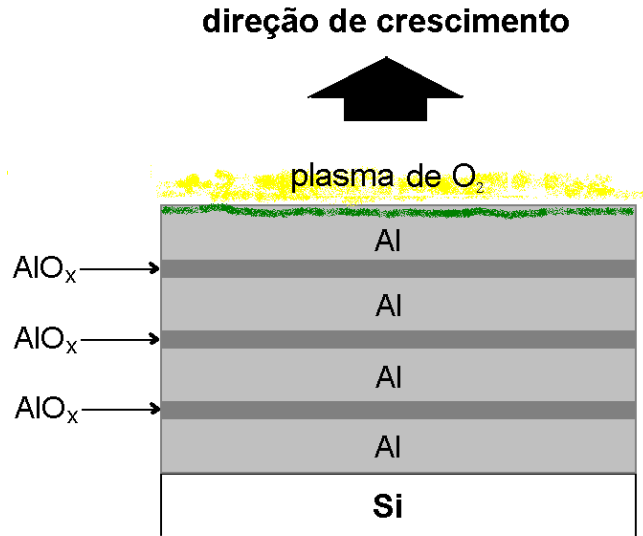 direção de crescimento
plasma de O₂
Al
AlOₓ
Al
AlOₓ
Al
AlOₓ
Al
Si